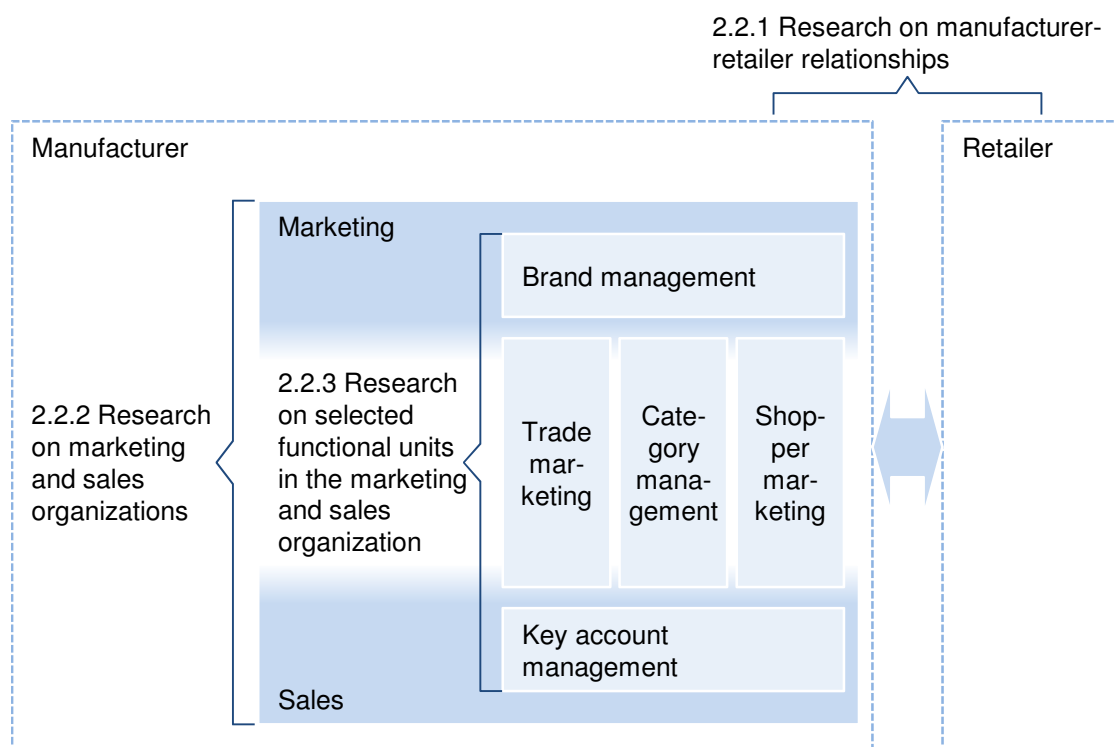 2.2.1 Research on manufacturer-
retailer relationships
Manufacturer
Retailer
Marketing
Brand management
2.2.2 Research
on marketing
and sales
organizations
2.2.3 Research
on selected
functional units
in the marketing
and sales
organization
Trade
mar-
keting
Cate-
gory
mana-
gement
Shop-
per
mar-
keting
Key account
management
Sales